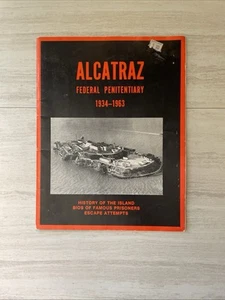 ALCATRAZ
FEDERAL PENITENTIARY
1934-1963
HISTORY OF THE ISLAND
BIOS OF FAMOUS PRISONERS
ESCAPE ATTEMPTS